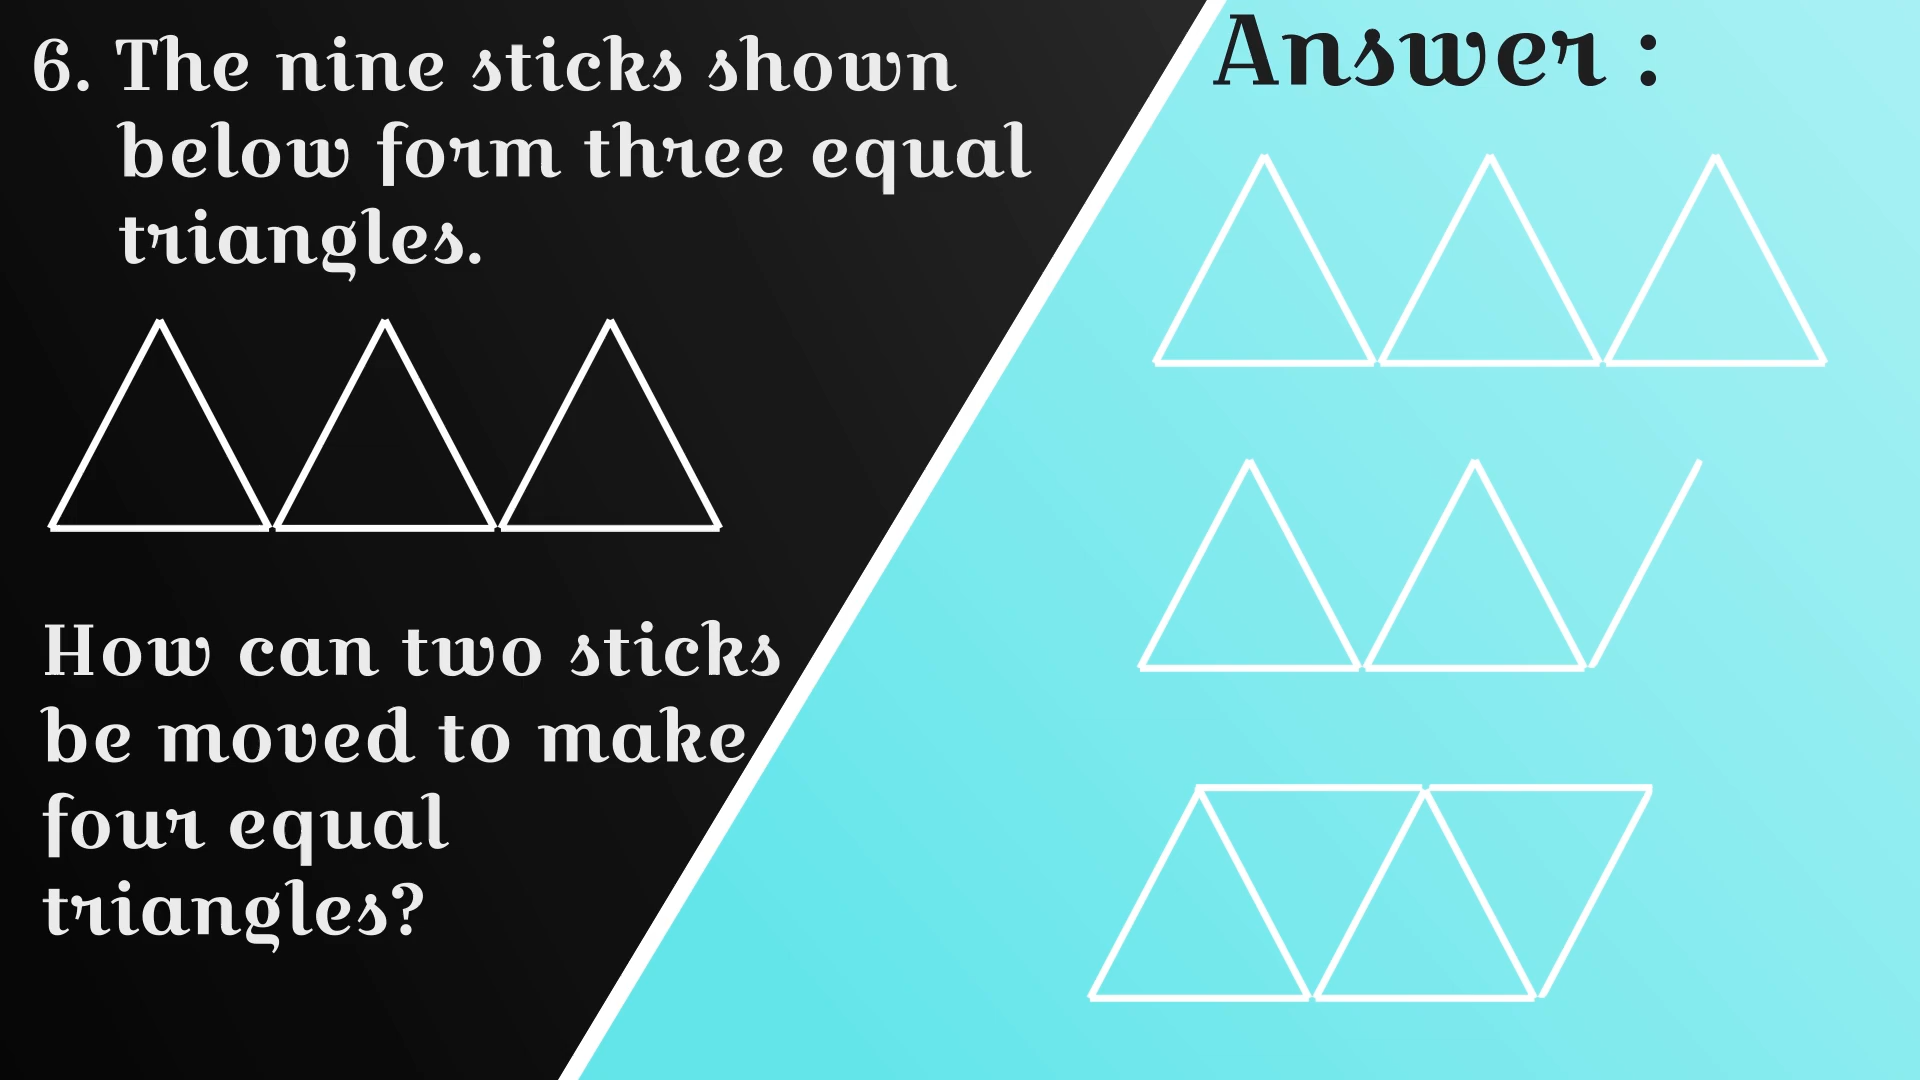 6. The nine sticks shown
below form three equal
triangles.
How can two sticks
be moved to make
four equal
triangles?
Answer :